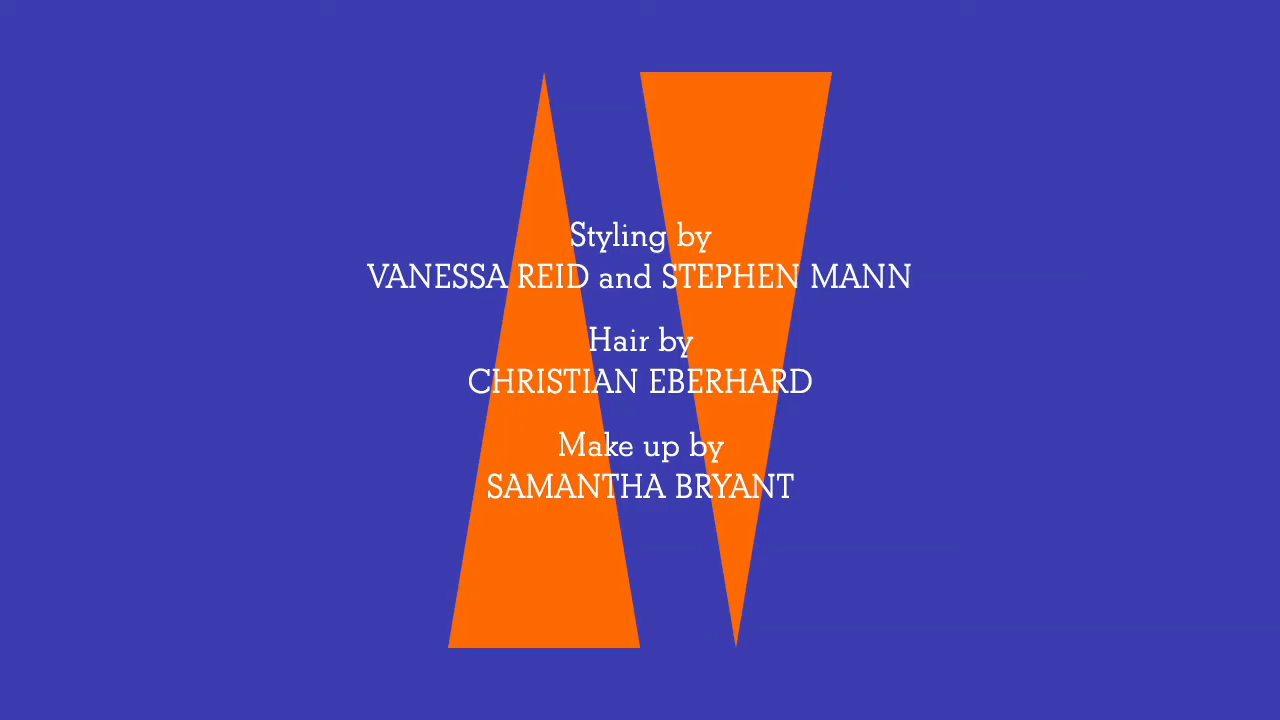 Styling by
VANESSA REID and STEPHEN MANN
Hair by
CHRISTIAN EBERHARD
Make up by
SAMANTHA BRYANT